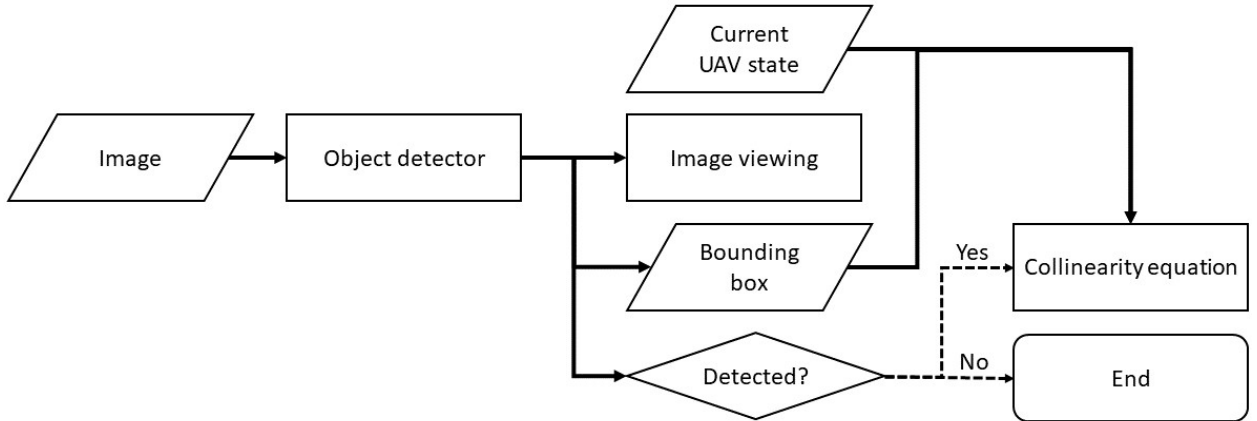 Current
UAV state
Image
Object detector
Image viewing
Bounding
box
Yes
Collinearity equation
Detected?
No
End